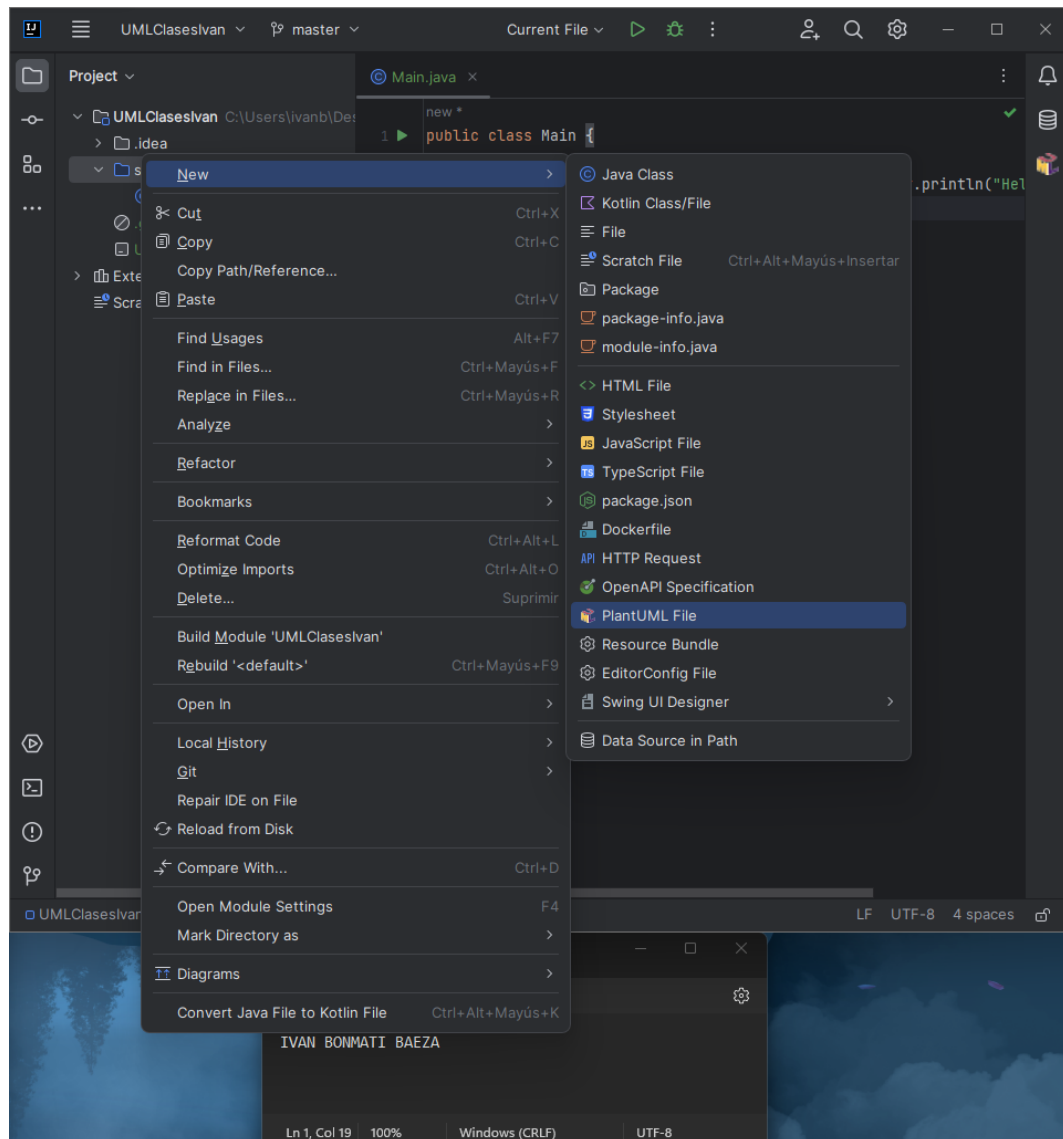 UMLClasesIvan master Current File
Project
Main.java
UMLClasesIvan C:\Users\ivanb\De
.idea
new *
1 public class Main {
.println("Hel
New
Cut Ctrl+X
Copy Ctrl+C
Copy Path/Reference...
Paste Ctrl+V
Find Usages Alt+F7
Find in Files... Ctrl+Mayús+F
Replace in Files... Ctrl+Mayús+R
Analyze
Refactor
Bookmarks
Reformat Code Ctrl+Alt+L
Optimize Imports Ctrl+Alt+O
Delete... Suprimir
Build Module 'UMLClasesIvan'
Rebuild '<default>' Ctrl+Mayús+F9
Open In
Local History
Git
Repair IDE on File
Reload from Disk
Compare With... Ctrl+D
Open Module Settings F4
Mark Directory as
Diagrams
Convert Java File to Kotlin File Ctrl+Alt+Mayús+K
Java Class
Kotlin Class/File
File
Scratch File Ctrl+Alt+Mayús+Insertar
Package
package-info.java
module-info.java
HTML File
Stylesheet
JavaScript File
TypeScript File
package.json
Dockerfile
HTTP Request
OpenAPI Specification
PlantUML File
Resource Bundle
EditorConfig File
Swing UI Designer
Data Source in Path
Exte
Scra
UMLClasesIvan LF UTF-8 4 spaces
IVAN BONMATI BAEZA
Ln 1, Col 19 100% Windows (CRLF) UTF-8